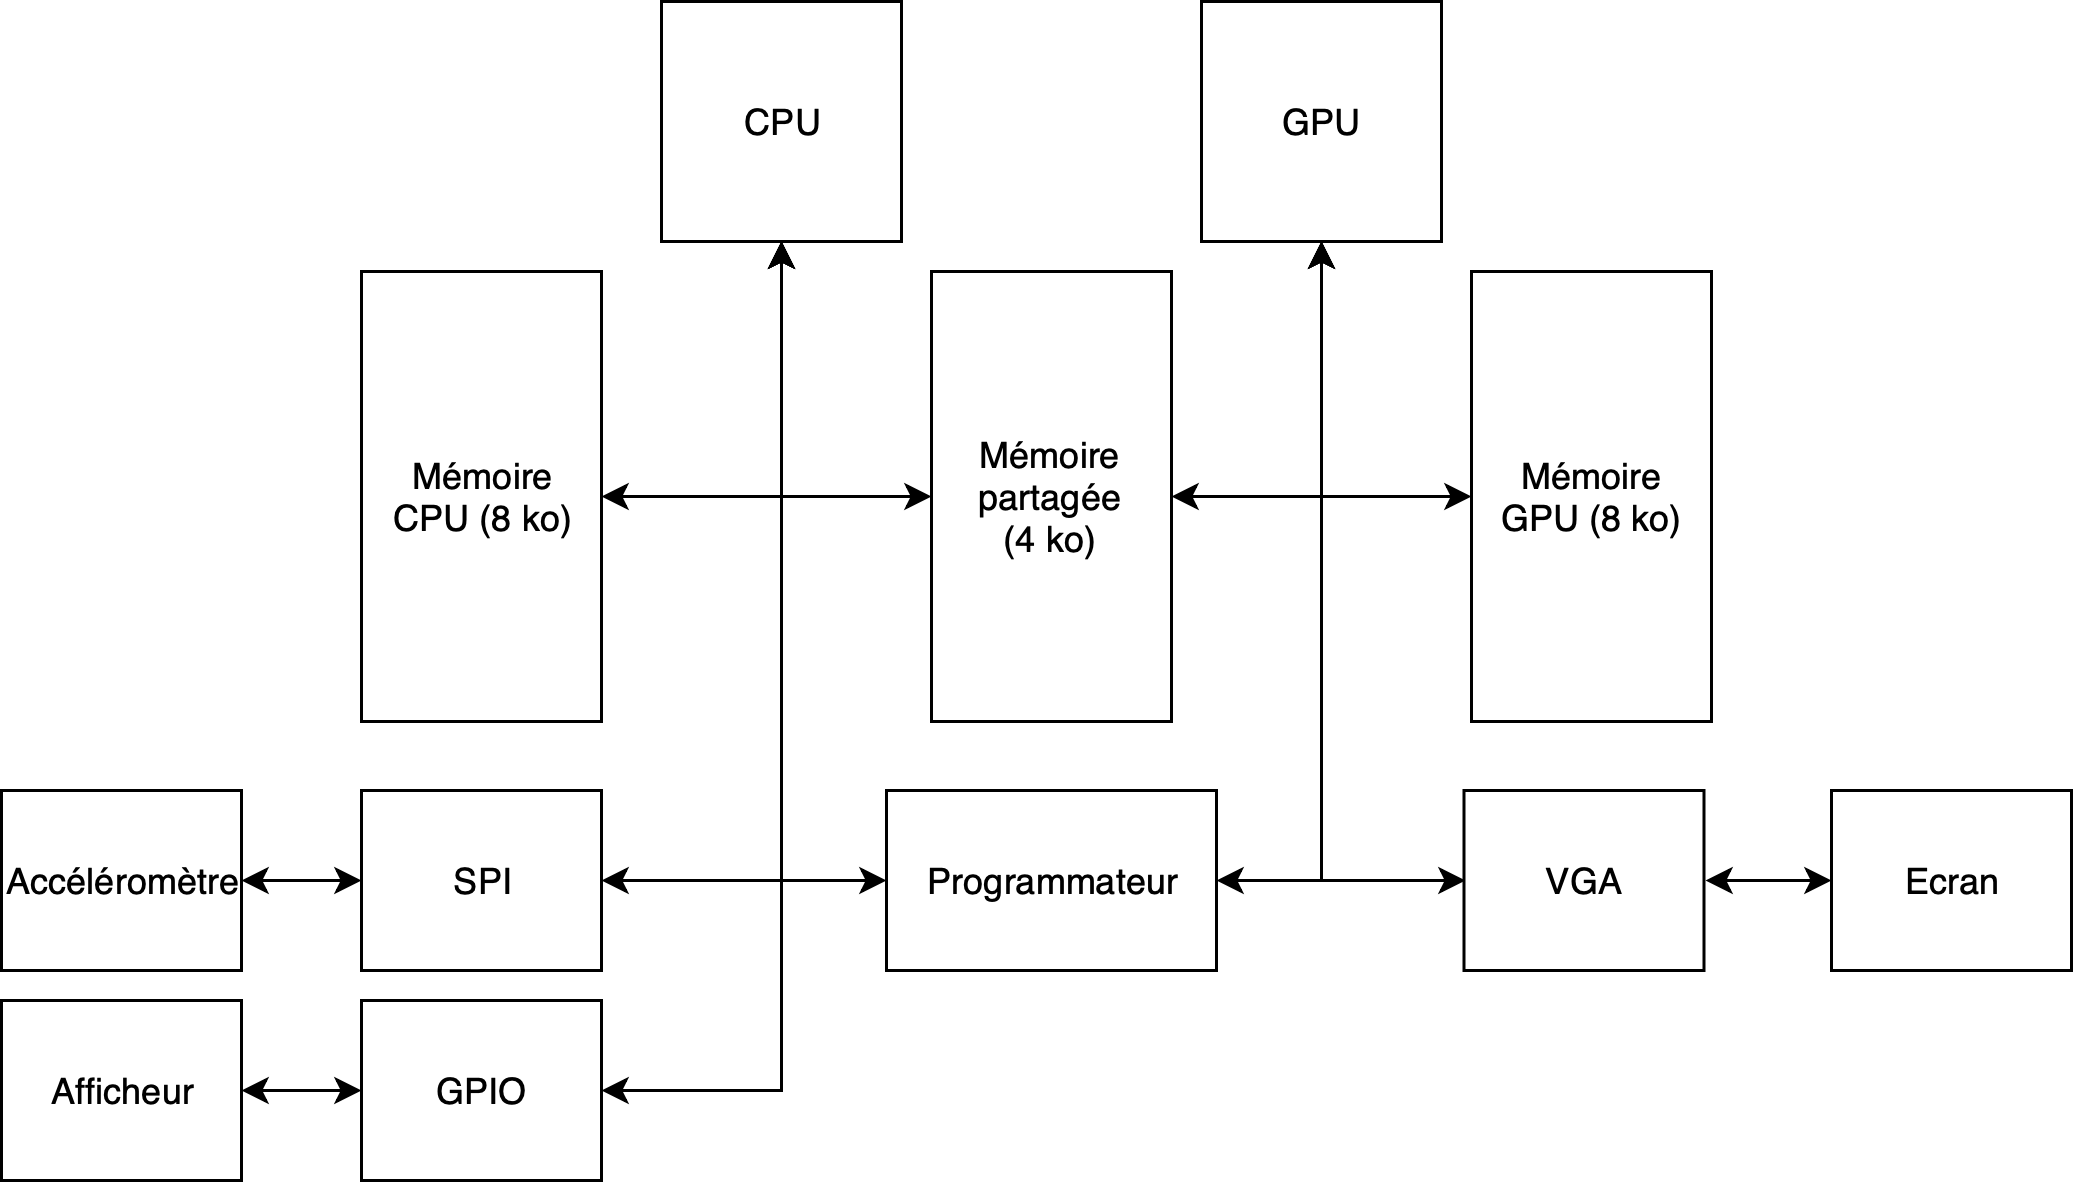 CPU
GPU
Mémoire
CPU (8 ko)
Mémoire
partagée
(4 ko)
Mémoire
GPU (8 ko)
Accéléromètre
SPI
Programmateur
VGA
Ecran
Afficheur
GPIO